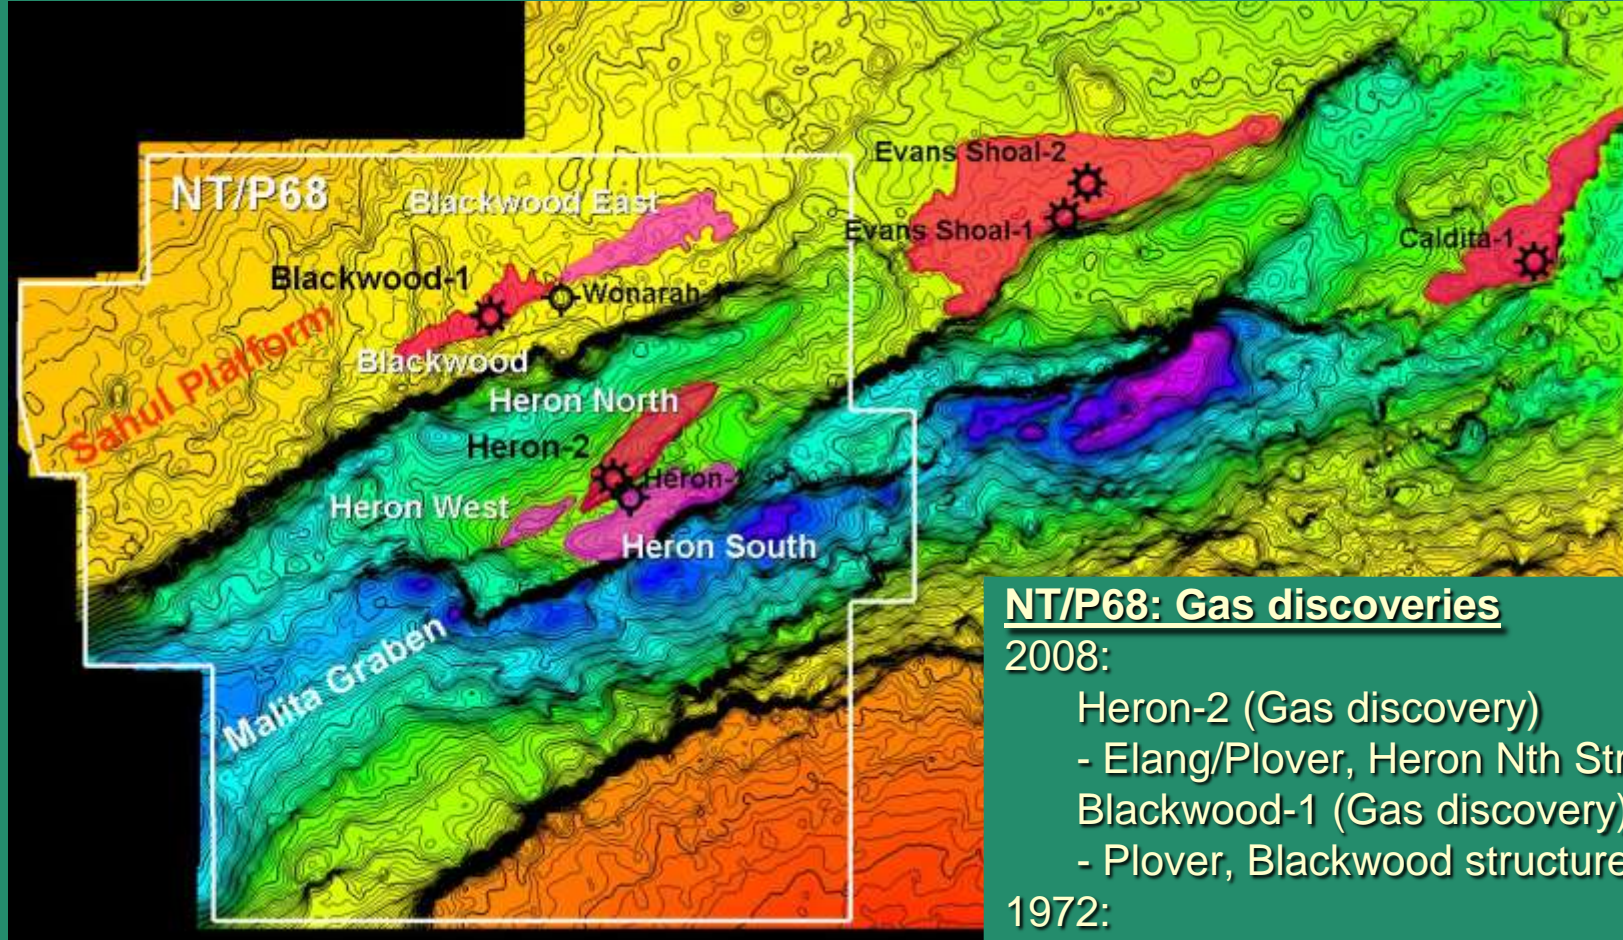 NT/P68
Blackwood East
Evans Shoal-2
Evans Shoal-1
Caldita-1
Blackwood-1
Wonarah-1
Sahul Platform
Blackwood
Heron North
Heron-2
Heron-
Heron West
Heron South
Malita Graben
NT/P68: Gas discoveries
2008:
Heron-2 (Gas discovery)
- Elang/Plover, Heron Nth Str
Blackwood-1 (Gas discovery)
- Plover, Blackwood structure
1972: